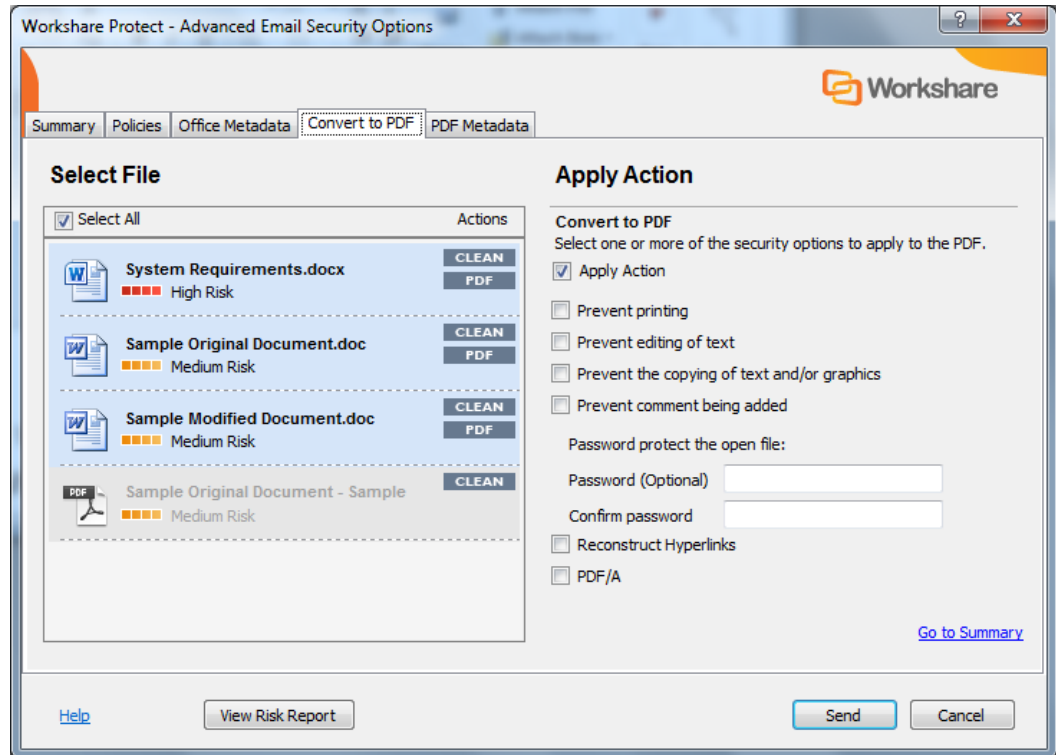 Workshare Protect - Advanced Email Security Options
Workshare
Summary Policies Office Metadata Convert to PDF PDF Metadata
Select File
Select All Actions
System Requirements.docx
High Risk
CLEAN
PDF
Sample Original Document.doc
Medium Risk
CLEAN
PDF
Sample Modified Document.doc
Medium Risk
CLEAN
PDF
PDF
Sample Original Document - Sample
Medium Risk
CLEAN
Apply Action
Convert to PDF
Select one or more of the security options to apply to the PDF.
Apply Action
Prevent printing
Prevent editing of text
Prevent the copying of text and/or graphics
Prevent comment being added
Password protect the open file:
Password (Optional)
Confirm password
Reconstruct Hyperlinks
PDF/A
Go to Summary
Help View Risk Report Send Cancel